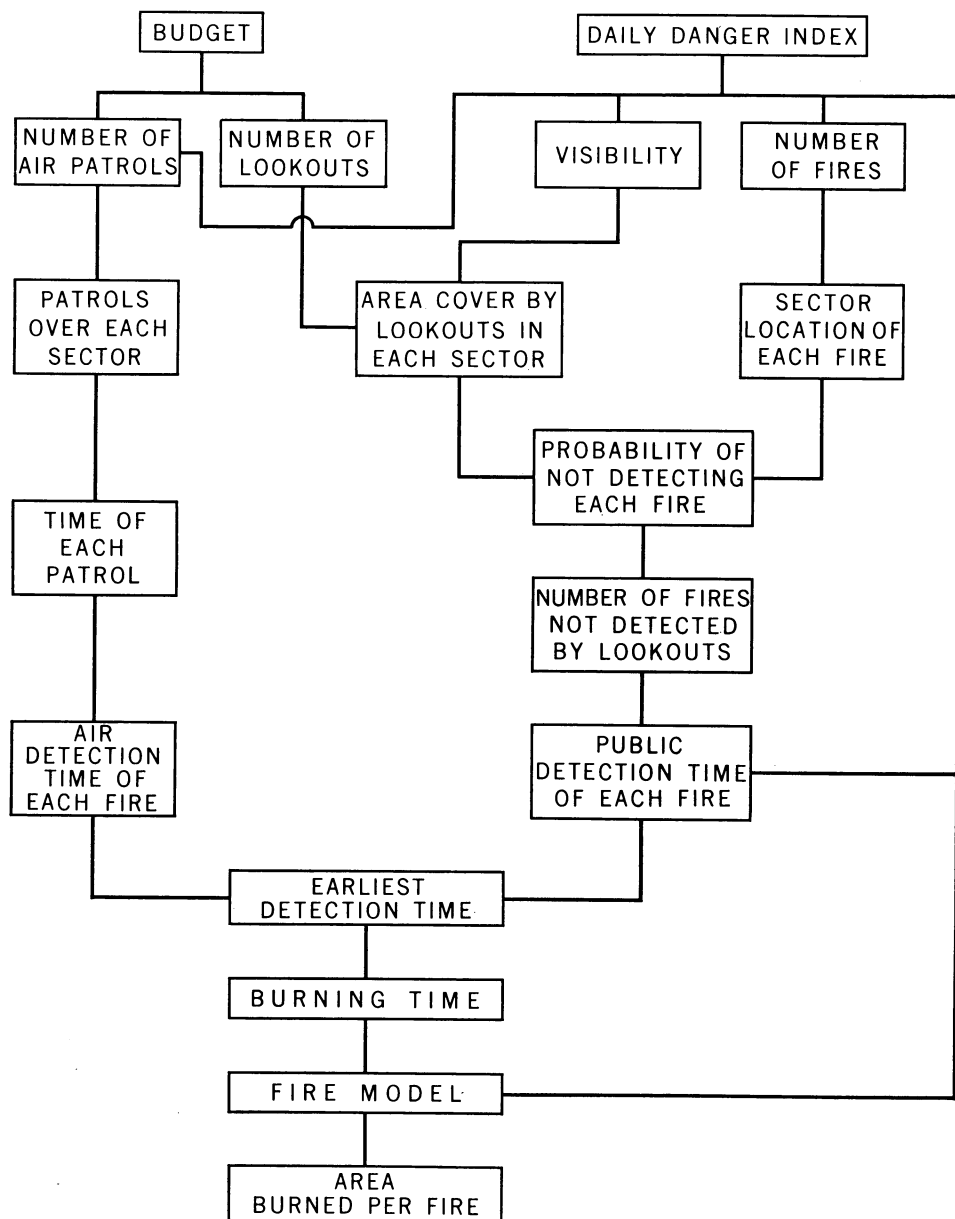 BUDGET
DAILY DANGER INDEX
NUMBER OF
AIR PATROLS
NUMBER OF
LOOKOUTS
VISIBILITY
NUMBER
OF FIRES
PATROLS
OVER EACH
SECTOR
AREA COVER BY
LOOKOUTS IN
EACH SECTOR
SECTOR
LOCATION OF
EACH FIRE
PROBABILITY OF
NOT DETECTING
EACH FIRE
TIME OF
EACH
PATROL
NUMBER OF FIRES
NOT DETECTED
BY LOOKOUTS
AIR
DETECTION
TIME OF
EACH FIRE
PUBLIC
DETECTION TIME
OF EACH FIRE
EARLIEST
DETECTION TIME
BURNING TIME
FIRE MODEL
AREA
BURNED PER FIRE